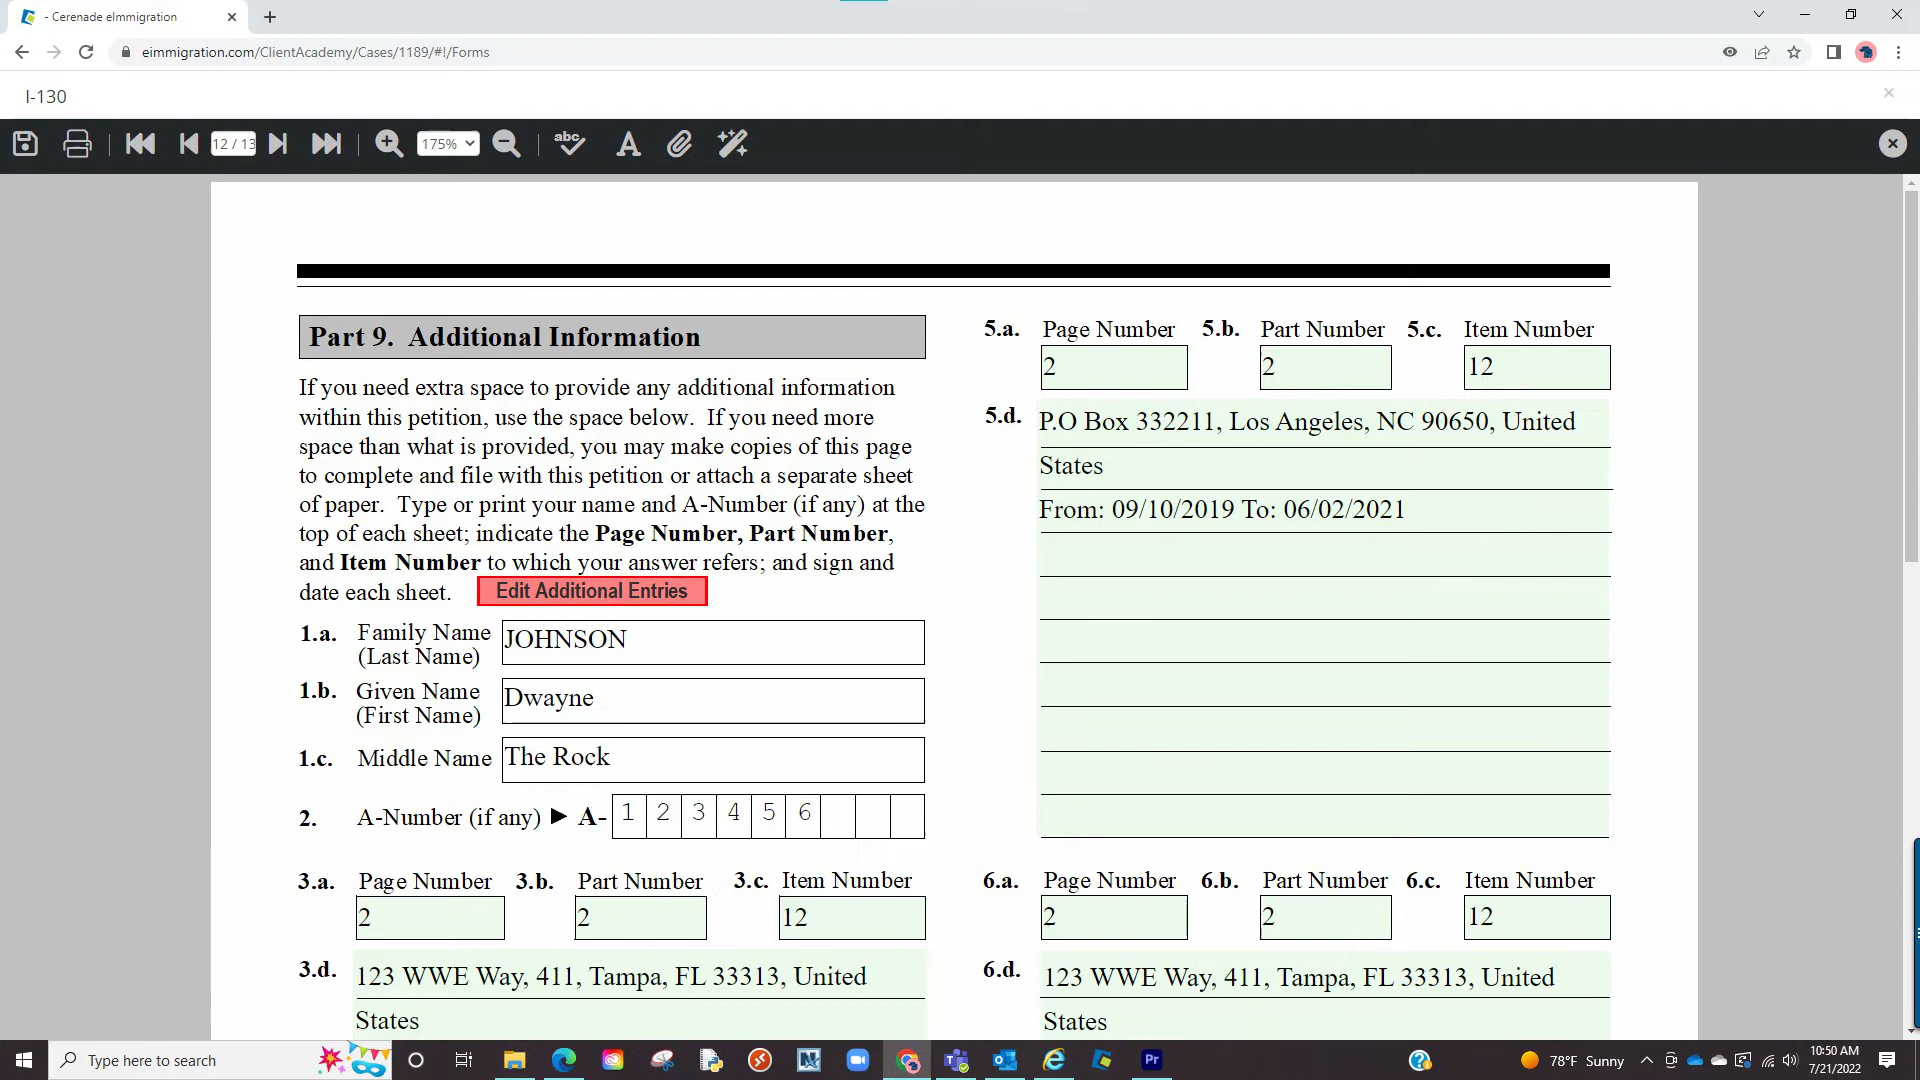 - Cerenade eImmigration
eimmigration.com/ClientAcademy/Cases/1189/#!/Forms
I-130
12 / 13
175%
abc
A
Part 9. Additional Information
If you need extra space to provide any additional information
within this petition, use the space below. If you need more
space than what is provided, you may make copies of this page
to complete and file with this petition or attach a separate sheet
of paper. Type or print your name and A-Number (if any) at the
top of each sheet; indicate the Page Number, Part Number,
and Item Number to which your answer refers; and sign and
date each sheet.
Edit Additional Entries
1.a. Family Name (Last Name) JOHNSON
1.b. Given Name (First Name) Dwayne
1.c. Middle Name The Rock
2. A-Number (if any) ► A- 1 2 3 4 5 6
3.a. Page Number 3.b. Part Number 3.c. Item Number
2 2 12
3.d. 123 WWE Way, 411, Tampa, FL 33313, United
States
5.a. Page Number 5.b. Part Number 5.c. Item Number
2 2 12
5.d. P.O Box 332211, Los Angeles, NC 90650, United
States
From: 09/10/2019 To: 06/02/2021
6.a. Page Number 6.b. Part Number 6.c. Item Number
2 2 12
6.d. 123 WWE Way, 411, Tampa, FL 33313, United
States
Type here to search
Pr
78°F Sunny
10:50 AM
7/21/2022